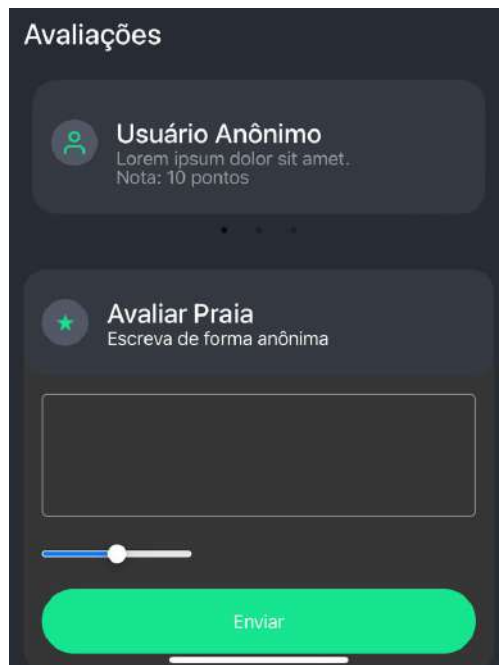 Avaliações
Usuário Anônimo
Lorem ipsum dolor sit amet.
Nota: 10 pontos
Avaliar Praia
Escreva de forma anônima
Enviar